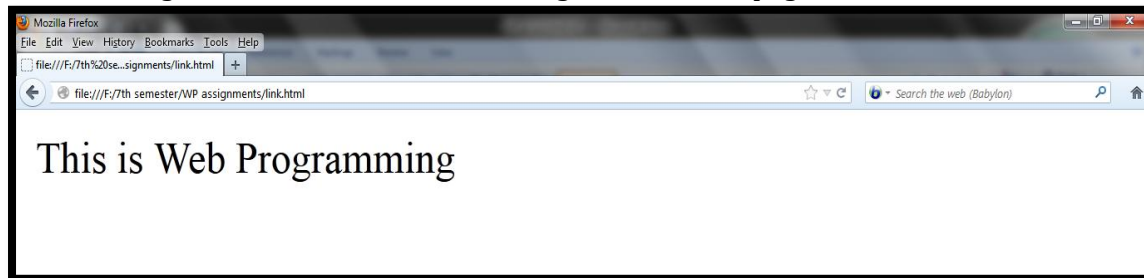 Mozilla Firefox
File Edit View History Bookmarks Tools Help
file:///F:/7th%20se...signments/link.html
file:///F:/7th semester/WP assignments/link.html
Search the web (Babylon)
This is Web Programming